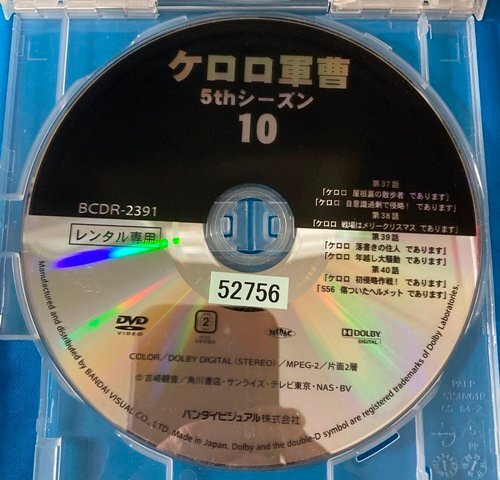 ケロロ軍曹
5thシーズン
10
第37話
「ケロロ 屋根裏の散歩者 であります」
「ケロロ 自意識過剰で侵略! であります」
第38話
「ケロロ 戦場はメリークリスマス であります」
第39話
「ケロロ 落書きの住人 であります」
「ケロロ 年越し大騒動 であります」
第40話
「ケロロ 初侵略作戦! であります」
「556 傷ついたヘルメット であります」
BCDR-2391
レンタル専用
52756
DVD
VIDEO
2
DOLBY
DIGITAL
COLOR/DOLBY DIGITAL (STEREO)/MPEG-2/片面2層
©吉崎観音/角川書店・サンライズ・テレビ東京・NAS・BV
バンダイビジュアル株式会社
Manufactured and distributed by BANDAI VISUAL CO., LTD. Made in Japan. Dolby and the double-D symbol are registered trademarks of Dolby Laboratories.